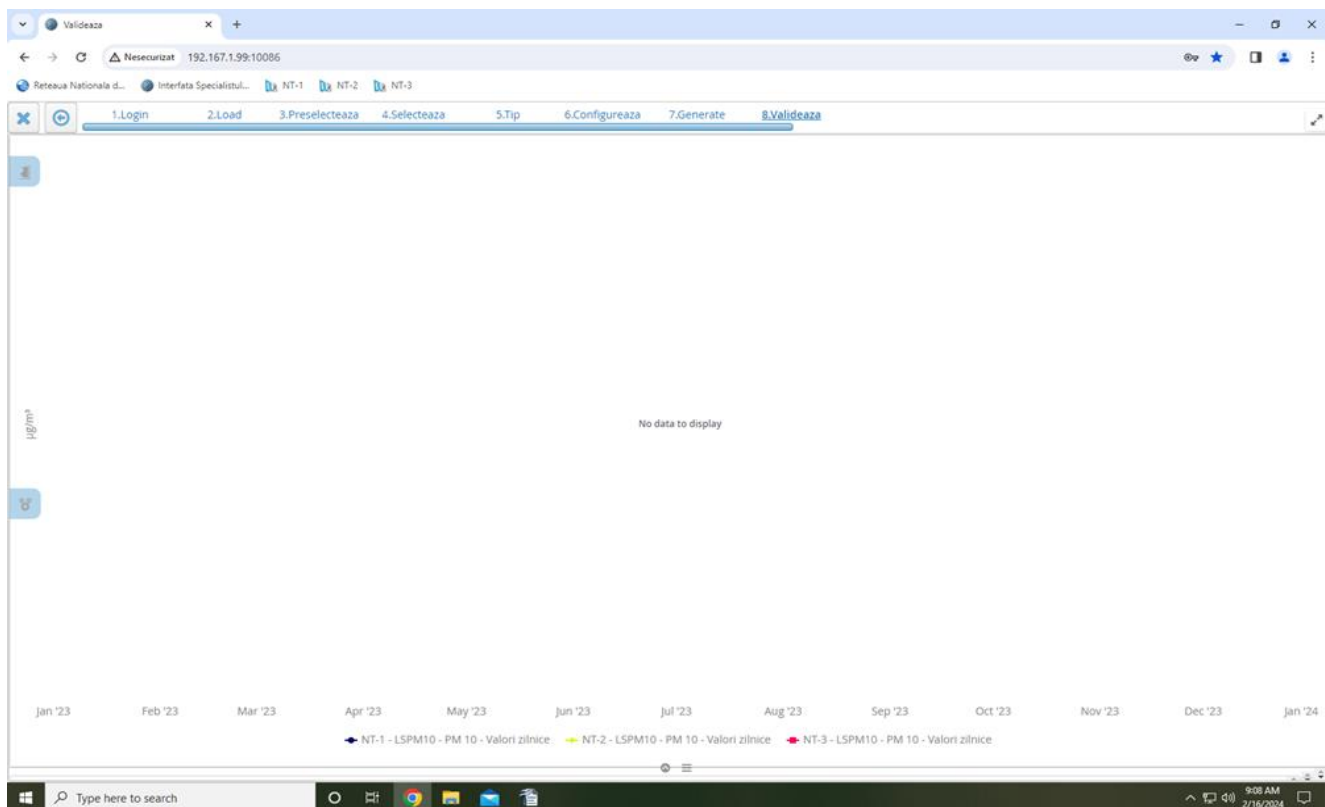 Valideaza
Nesecurizat 192.167.1.99:10086
Reteaua Nationala d... Interfata Specialistul... NT-1 NT-2 NT-3
1.Login 2.Load 3.Preselecteaza 4.Selecteaza 5.Tip 6.Configureaza 7.Generate 8.Valideaza
µg/m³
No data to display
Jan '23 Feb '23 Mar '23 Apr '23 May '23 Jun '23 Jul '23 Aug '23 Sep '23 Oct '23 Nov '23 Dec '23 Jan '24
NT-1 - LSPM10 - PM 10 - Valori zilnice NT-2 - LSPM10 - PM 10 - Valori zilnice NT-3 - LSPM10 - PM 10 - Valori zilnice
Type here to search
9:08 AM
2/16/2024